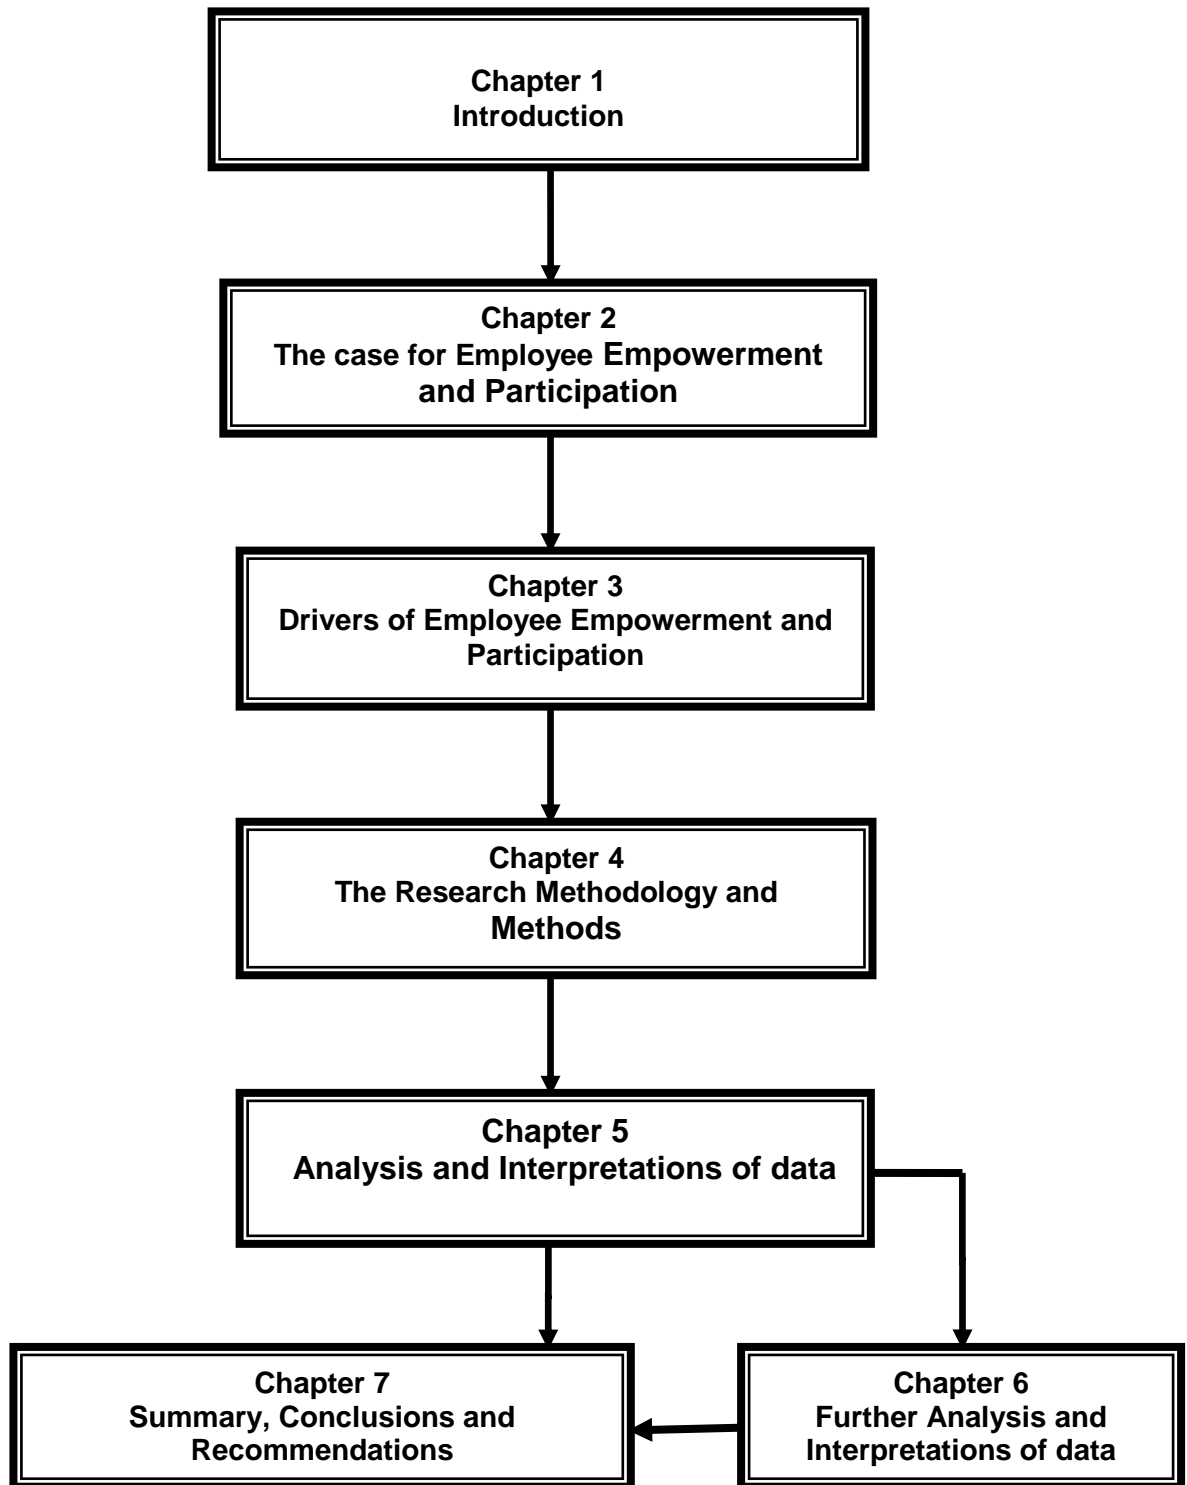 Chapter 1
Introduction
Chapter 2
The case for Employee Empowerment
and Participation
Chapter 3
Drivers of Employee Empowerment and
Participation
Chapter 4
The Research Methodology and
Methods
Chapter 5
Analysis and Interpretations of data
Chapter 7
Summary, Conclusions and
Recommendations
Chapter 6
Further Analysis and
Interpretations of data